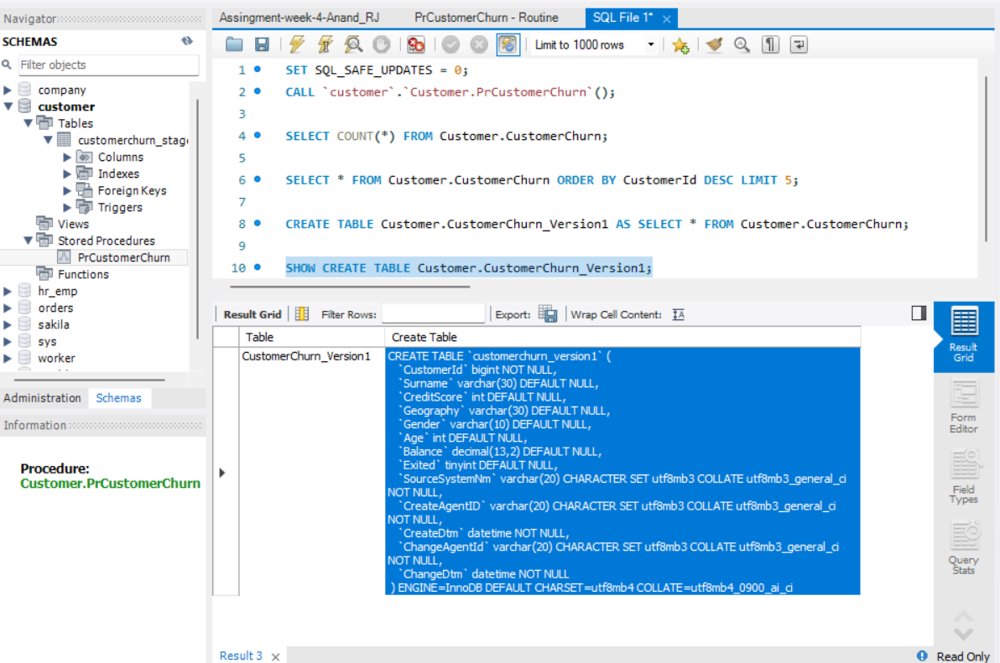 Navigator
SCHEMAS
Filter objects
company
customer
Tables
customerchurn_stag
Columns
Indexes
Foreign Keys
Triggers
Views
Stored Procedures
PrCustomerChurn
Functions
hr_emp
orders
sakila
sys
worker
Administration Schemas
Information
Procedure:
Customer.PrCustomerChurn
Assingment-week-4-Anand_RJ PrCustomerChurn - Routine SQL File 1* ×
Limit to 1000 rows
1 SET SQL_SAFE_UPDATES = 0;
2 CALL `customer`.`Customer.PrCustomerChurn`();
3
4 SELECT COUNT(*) FROM Customer.CustomerChurn;
5
6 SELECT * FROM Customer.CustomerChurn ORDER BY CustomerId DESC LIMIT 5;
7
8 CREATE TABLE Customer.CustomerChurn_Version1 AS SELECT * FROM Customer.CustomerChurn;
9
10 SHOW CREATE TABLE Customer.CustomerChurn_Version1;
Result Grid Filter Rows: Export: Wrap Cell Content: IA
Table Create Table
CustomerChurn_Version1 CREATE TABLE `customerchurn_version1` (
`CustomerId` bigint NOT NULL,
`Surname` varchar(30) DEFAULT NULL,
`CreditScore` int DEFAULT NULL,
`Geography` varchar(30) DEFAULT NULL,
`Gender` varchar(10) DEFAULT NULL,
`Age` int DEFAULT NULL,
`Balance` decimal(13,2) DEFAULT NULL,
`Exited` tinyint DEFAULT NULL,
`SourceSystemNm` varchar(20) CHARACTER SET utf8mb3 COLLATE utf8mb3_general_ci
NOT NULL,
`CreateAgentID` varchar(20) CHARACTER SET utf8mb3 COLLATE utf8mb3_general_ci
NOT NULL,
`CreateDtm` datetime NOT NULL,
`ChangeAgentId` varchar(20) CHARACTER SET utf8mb3 COLLATE utf8mb3_general_ci
NOT NULL,
`ChangeDtm` datetime NOT NULL
) ENGINE=InnoDB DEFAULT CHARSET=utf8mb4 COLLATE=utf8mb4_0900_ai_ci
Result
Grid
Form
Editor
Field
Types
Query
Stats
Result 3 ×
Read Only